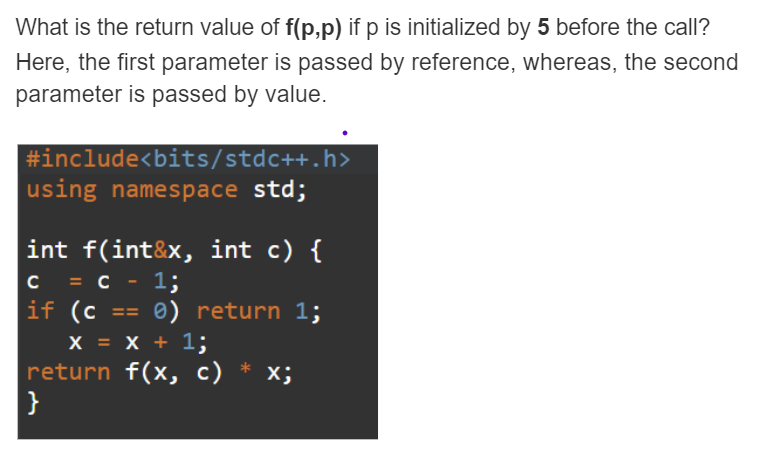 What is the return value of f(p,p) if p is initialized by 5 before the call?
Here, the first parameter is passed by reference, whereas, the second
parameter is passed by value.
#include<bits/stdc++.h>
using namespace std;
int f(int&x, int c) {
c  = c - 1;
if (c == 0) return 1;
   x = x + 1;
return f(x, c) * x;
}